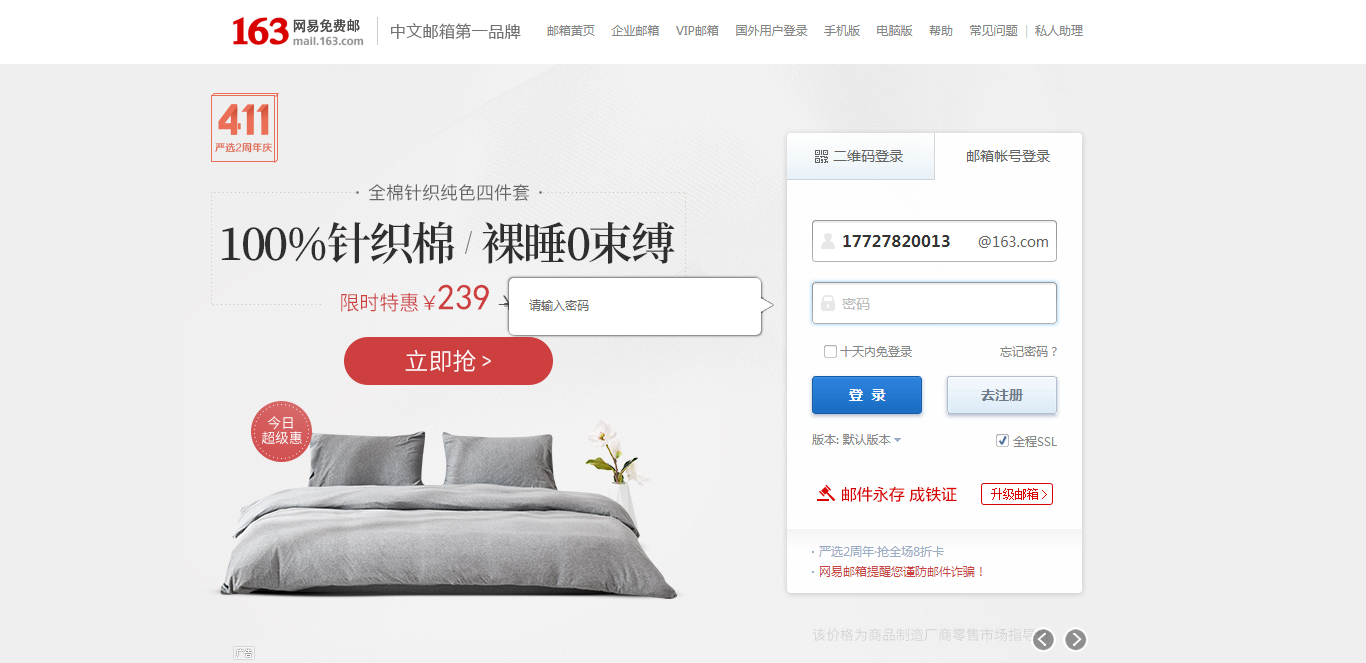 163 网易免费邮
mail.163.com
中文邮箱第一品牌
邮箱黄页 企业邮箱 VIP邮箱 国外用户登录 手机版 电脑版 帮助 常见问题 | 私人助理
411
严选2周年庆
· 全棉针织纯色四件套 ·
100%针织棉 / 裸睡0束缚
限时特惠 ¥239
请输入密码
立即抢 >
今日
超级惠
广告
二维码登录
邮箱帐号登录
17727820013 @163.com
密码
十天内免登录 忘记密码?
登 录 去注册
版本: 默认版本 全程SSL
邮件永存 成铁证 升级邮箱 >
· 严选2周年·抢全场8折卡
· 网易邮箱提醒您谨防邮件诈骗！
该价格为商品制造厂商零售市场指导